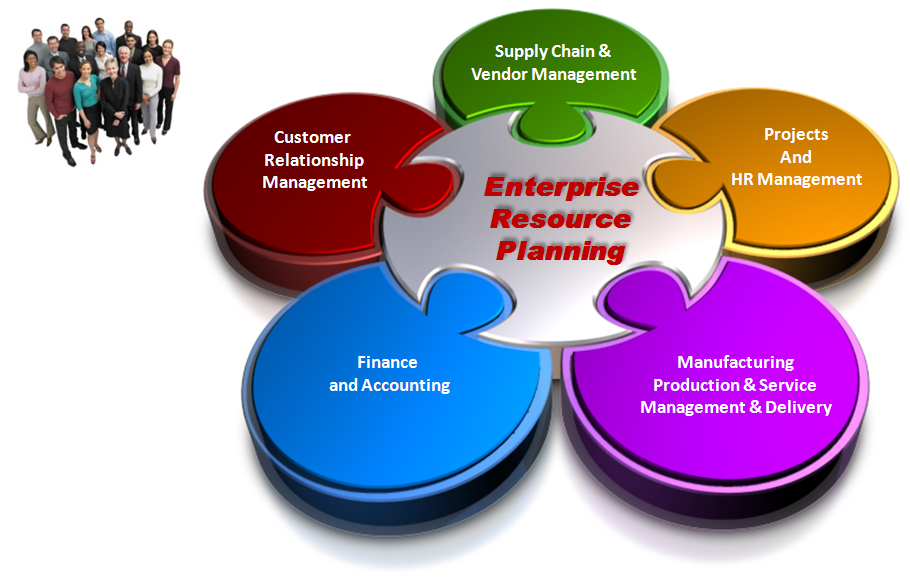 Supply Chain &
Vendor Management
Customer
Relationship
Management
Projects
And
HR Management
Enterprise
Resource
Planning
Finance
and Accounting
Manufacturing
Production & Service
Management & Delivery